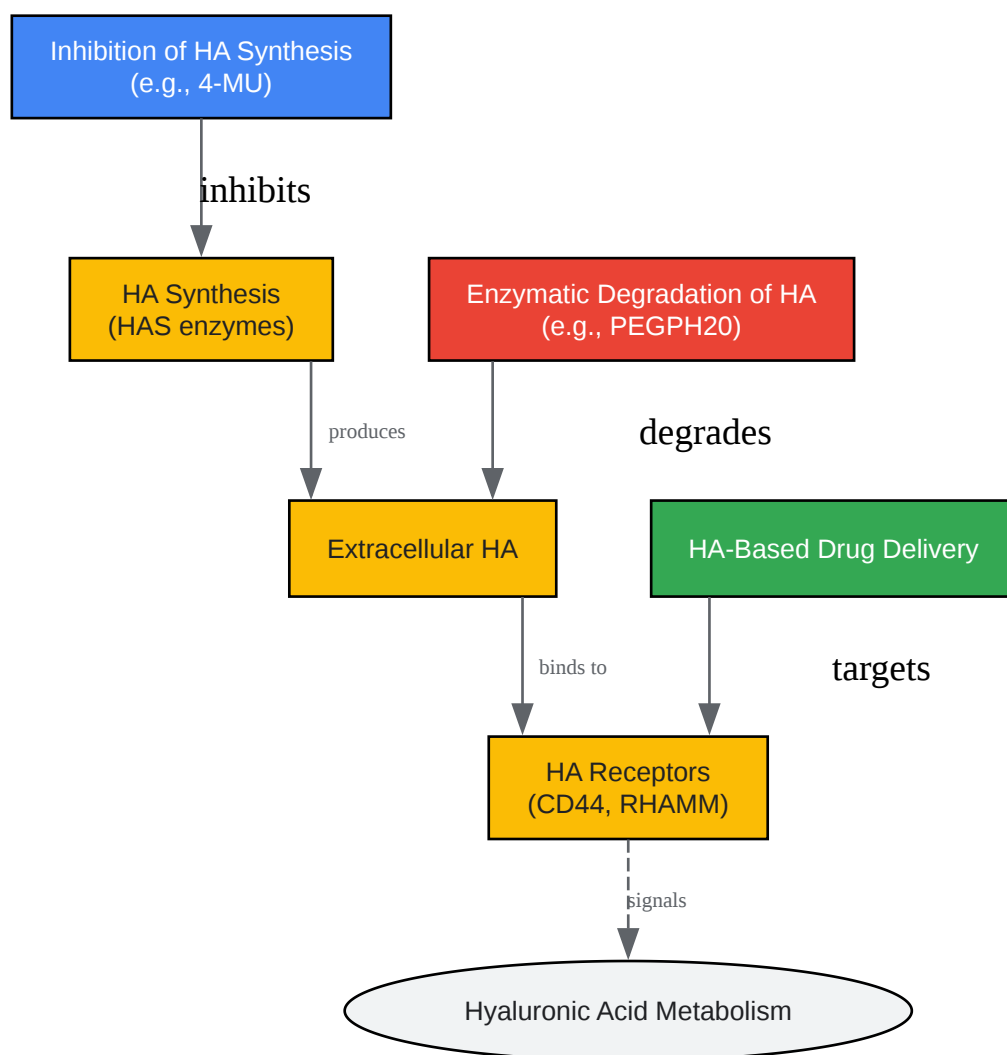 Inhibition of HA Synthesis
(e.g., 4-MU)
inhibits
HA Synthesis
(HAS enzymes)
Enzymatic Degradation of HA
(e.g., PEGPH20)
produces
degrades
Extracellular HA
HA-Based Drug Delivery
binds to
targets
HA Receptors
(CD44, RHAMM)
signals
Hyaluronic Acid Metabolism